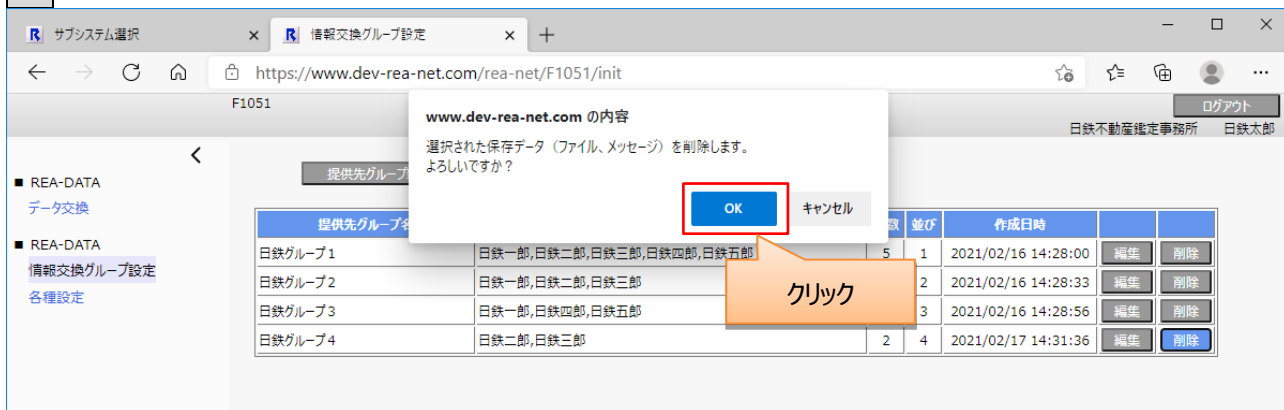 サブシステム選択
情報交換グループ設定
https://www.dev-rea-net.com/rea-net/F1051/init
F1051
ログアウト
日鉄不動産鑑定事務所 日鉄太郎
www.dev-rea-net.com の内容
選択された保存データ（ファイル、メッセージ）を削除します。
よろしいですか？
OK キャンセル
クリック
■ REA-DATA
データ交換
■ REA-DATA
情報交換グループ設定
各種設定
提供先グループ
提供先グループ名 数 並び 作成日時
日鉄グループ1 日鉄一郎,日鉄二郎,日鉄三郎,日鉄四郎,日鉄五郎 5 1 2021/02/16 14:28:00 編集 削除
日鉄グループ2 日鉄一郎,日鉄二郎,日鉄三郎 2 2021/02/16 14:28:33 編集 削除
日鉄グループ3 日鉄一郎,日鉄四郎,日鉄五郎 3 2021/02/16 14:28:56 編集 削除
日鉄グループ4 日鉄二郎,日鉄三郎 2 4 2021/02/17 14:31:36 編集 削除